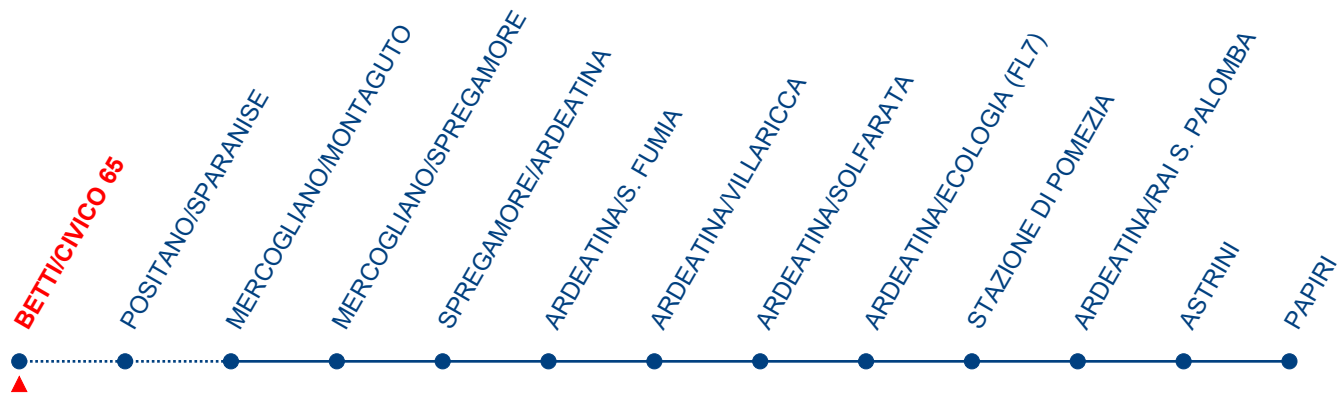 BETTI/CIVICO 65
POSITANO/SPARANISE
MERCOGLIANO/MONTAGUTO
MERCOGLIANO/SPREGAMORE
SPREGAMORE/ARDEATINA
ARDEATINA/S. FUMIA
ARDEATINA/VILLARICCA
ARDEATINA/SOLFARATA
ARDEATINA/ECOLOGIA (FL7)
STAZIONE DI POMEZIA
ARDEATINA/RAI S. PALOMBA
ASTRINI
PAPIRI